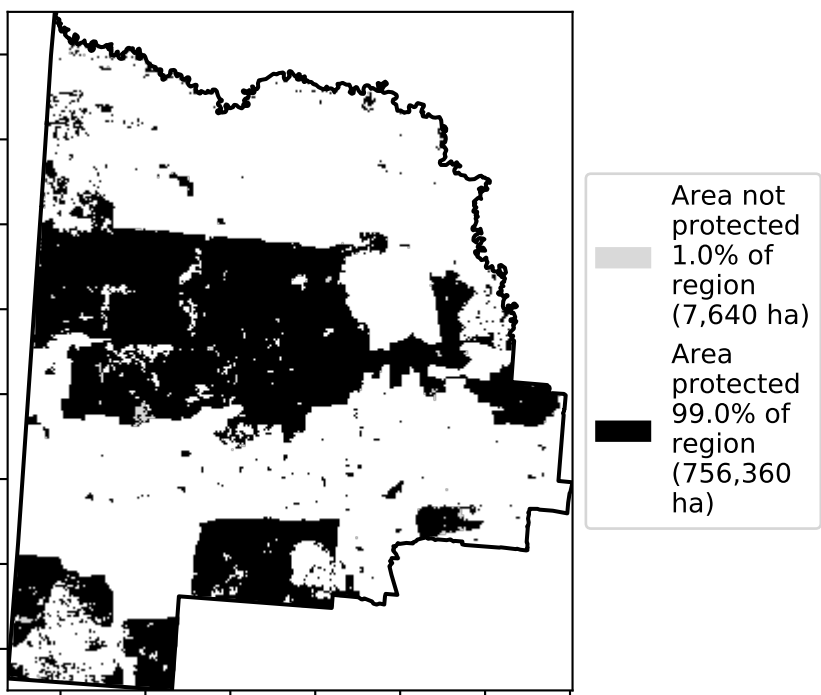 Area not
protected
1.0% of
region
(7,640 ha)
Area
protected
99.0% of
region
(756,360
ha)